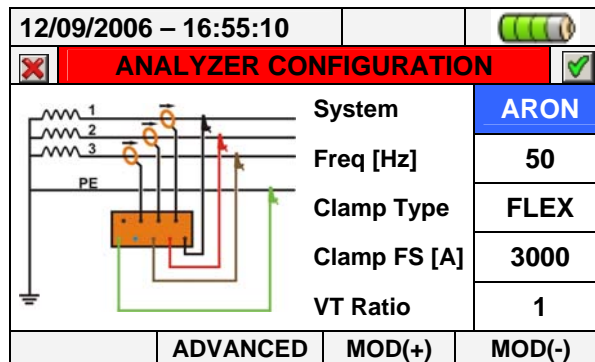 12/09/2006 – 16:55:10
ANALYZER CONFIGURATION
1
2
3
PE
System ARON
Freq [Hz] 50
Clamp Type FLEX
Clamp FS [A] 3000
VT Ratio 1
ADVANCED MOD(+) MOD(-)